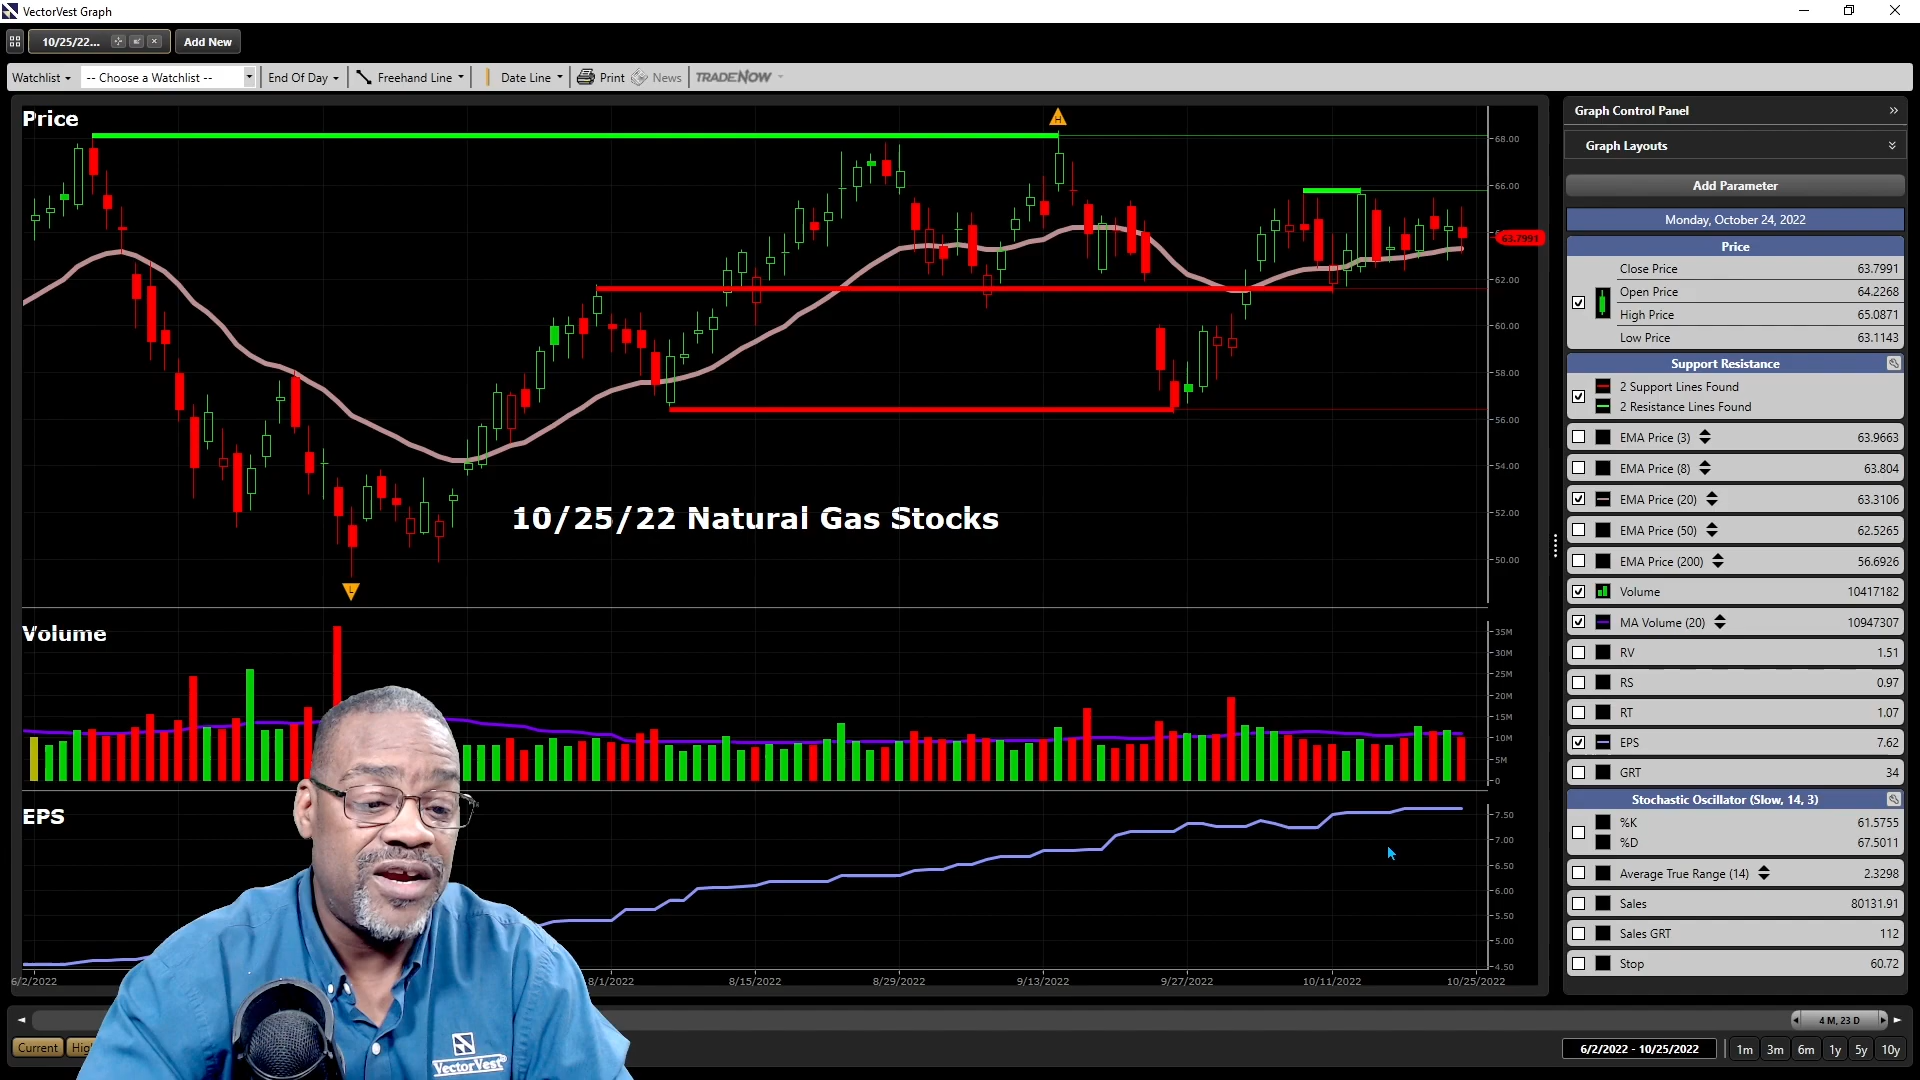 VectorVest Graph
10/25/22...
Add New
Watchlist
-- Choose a Watchlist --
End Of Day
Freehand Line
Date Line
Print
News
TRADENOW
Price
H
68.00
66.00
62.00
60.00
58.00
56.00
54.00
52.00
50.00
63.7991
10/25/22 Natural Gas Stocks
L
Volume
35M
30M
25M
20M
15M
10M
5M
0
EPS
7.50
7.00
6.50
6.00
5.50
5.00
4.50
6/2/2022
8/1/2022
8/15/2022
8/29/2022
9/13/2022
9/27/2022
10/11/2022
10/25/2022
VectorVest
Current
4 M, 23 D
6/2/2022 - 10/25/2022
1m 3m 6m 1y 5y 10y
Graph Control Panel
Graph Layouts
Add Parameter
Monday, October 24, 2022
Price
Close Price 63.7991
Open Price 64.2268
High Price 65.0871
Low Price 63.1143
Support Resistance
2 Support Lines Found
2 Resistance Lines Found
EMA Price (3) 63.9663
EMA Price (8) 63.804
EMA Price (20) 63.3106
EMA Price (50) 62.5265
EMA Price (200) 56.6926
Volume 10417182
MA Volume (20) 10947307
RV 1.51
RS 0.97
RT 1.07
EPS 7.62
GRT 34
Stochastic Oscillator (Slow, 14, 3)
%K 61.5755
%D 67.5011
Average True Range (14) 2.3298
Sales 80131.91
Sales GRT 112
Stop 60.72